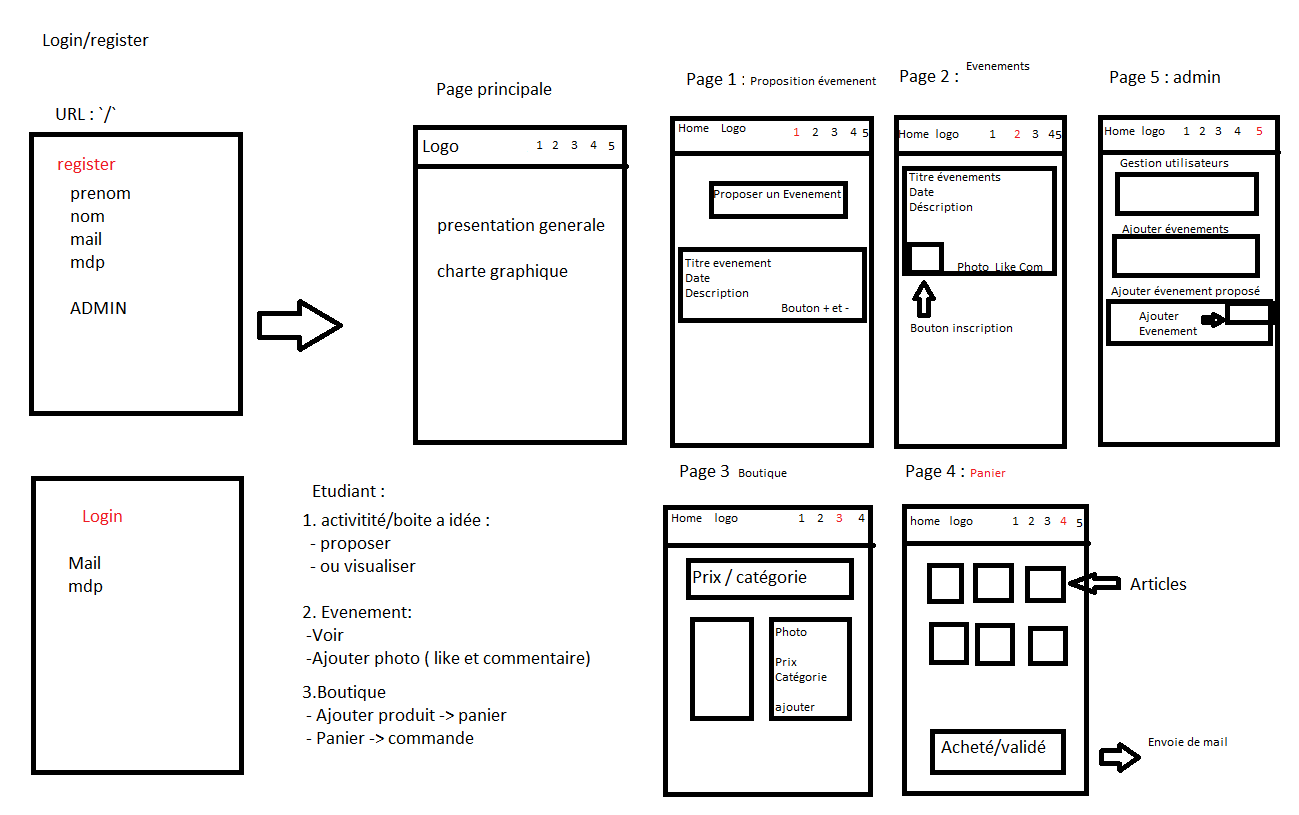 Login/register
URL : `/`
register
prenom
nom
mail
mdp
ADMIN
Page principale
Logo 1 2 3 4 5
presentation generale
charte graphique
Page 1 : Proposition évemenent
Home Logo 1 2 3 4 5
Proposer un Evenement
Titre evenement
Date
Description
Bouton + et -
Page 2 : Evenements
Home logo 1 2 3 45
Titre évenements
Date
Déscription
Photo Like Com
Bouton inscription
Page 5 : admin
Home logo 1 2 3 4 5
Gestion utilisateurs
Ajouter évenements
Ajouter évenement proposé
Ajouter
Evenement
Login
Mail
mdp
Etudiant :
1. activitité/boite a idée :
- proposer
- ou visualiser
2. Evenement:
-Voir
-Ajouter photo ( like et commentaire)
3.Boutique
- Ajouter produit -> panier
- Panier -> commande
Page 3 Boutique
Home logo 1 2 3 4
Prix / catégorie
Photo
Prix
Catégorie
ajouter
Page 4 : Panier
home logo 1 2 3 4 5
Articles
Acheté/validé
Envoie de mail